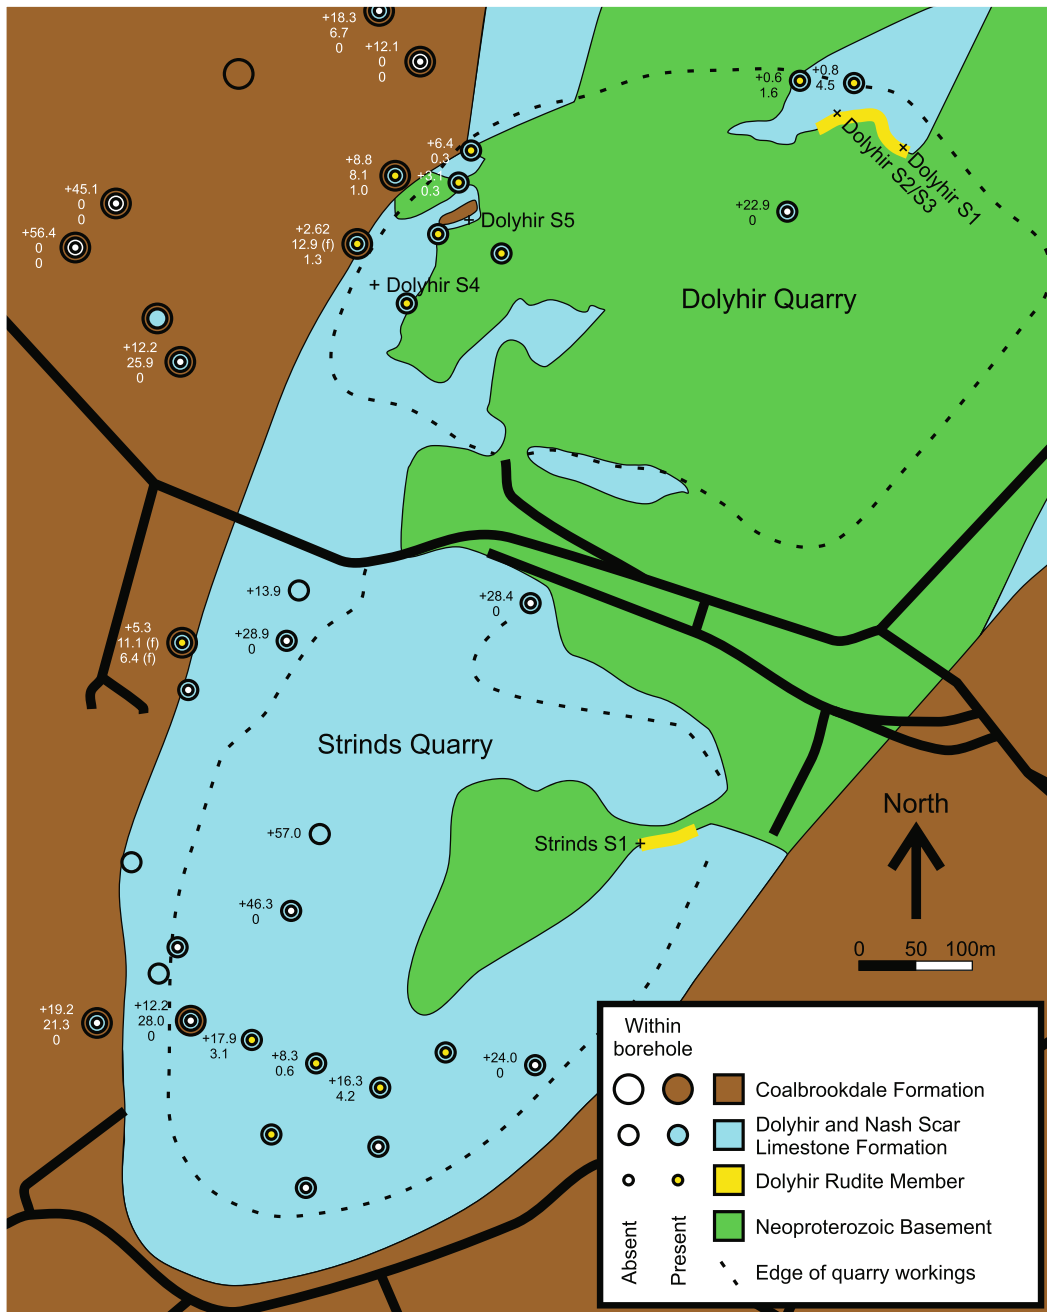 +18.3
6.7
0
+12.1
0
0
+0.6
1.6
+0.8
4.5
+6.4
0.3
+8.8
8.1
1.0
+3.1
0.3
Dolyhir S2/S3
Dolyhir S1
+45.1
0
0
+22.9
0
+ Dolyhir S5
+56.4
0
0
+2.62
12.9 (f)
1.3
+ Dolyhir S4
Dolyhir Quarry
+12.2
25.9
0
+13.9
+28.4
0
+5.3
11.1 (f)
6.4 (f)
+28.9
0
Strinds Quarry
North
+57.0
Strinds S1 +
+46.3
0
0 50 100m
+19.2
21.3
0
+12.2
28.0
0
+17.9
3.1
+8.3
0.6
+16.3
4.2
+24.0
0
Within
borehole
Coalbrookdale Formation
Dolyhir and Nash Scar
Limestone Formation
Dolyhir Rudite Member
Neoproterozoic Basement
Absent
Present
Edge of quarry workings